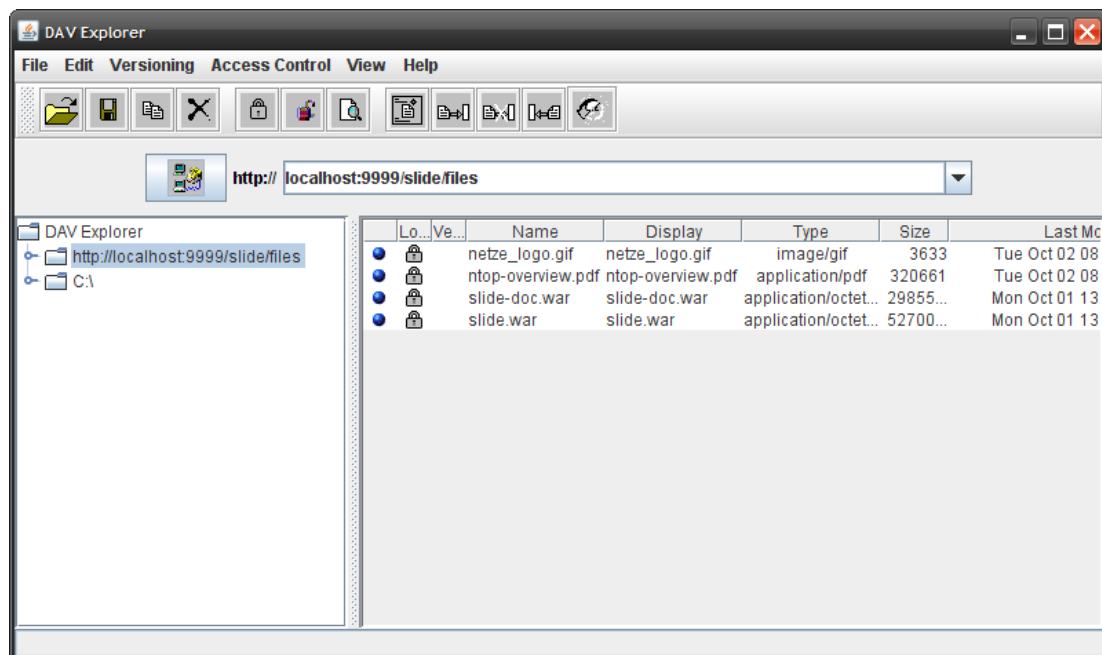 DAV Explorer
File Edit Versioning Access Control View Help
http:// localhost:9999/slide/files
DAV Explorer
http://localhost:9999/slide/files
C:\
Lo... Ve... Name Display Type Size Last Mo
netze_logo.gif netze_logo.gif image/gif 3633 Tue Oct 02 08
ntop-overview.pdf ntop-overview.pdf application/pdf 320661 Tue Oct 02 08
slide-doc.war slide-doc.war application/octet... 29855... Mon Oct 01 13
slide.war slide.war application/octet... 52700... Mon Oct 01 13